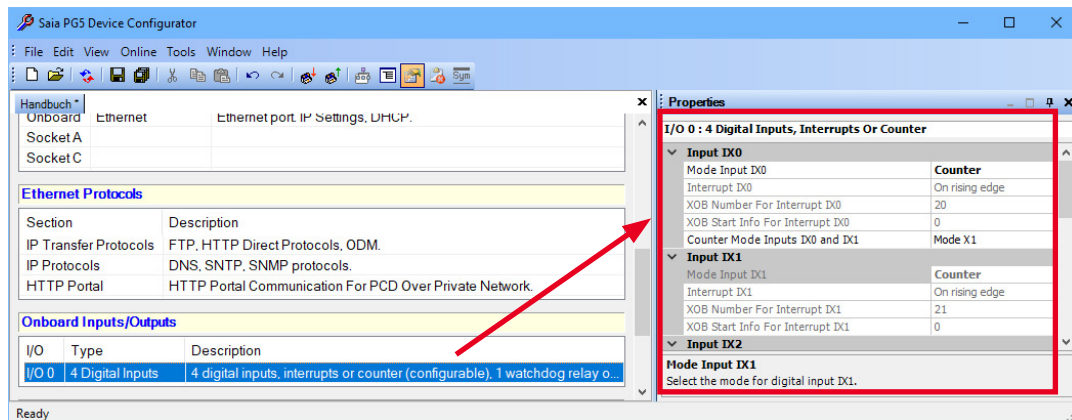 Saia PG5 Device Configurator
File Edit View Online Tools Window Help
Sym
Handbuch *
Onboard Ethernet Ethernet port. IP Settings, DHCP.
Socket A
Socket C
Ethernet Protocols
Section Description
IP Transfer Protocols FTP, HTTP Direct Protocols, ODM.
IP Protocols DNS, SNTP, SNMP protocols.
HTTP Portal HTTP Portal Communication For PCD Over Private Network.
Onboard Inputs/Outputs
I/O Type Description
I/O 0 4 Digital Inputs 4 digital inputs, interrupts or counter (configurable), 1 watchdog relay o...
Properties
I/O 0 : 4 Digital Inputs, Interrupts Or Counter
Input IX0
Mode Input IX0 Counter
Interrupt IX0 On rising edge
XOB Number For Interrupt IX0 20
XOB Start Info For Interrupt IX0 0
Counter Mode Inputs IX0 and IX1 Mode X1
Input IX1
Mode Input IX1 Counter
Interrupt IX1 On rising edge
XOB Number For Interrupt IX1 21
XOB Start Info For Interrupt IX1 0
Input IX2
Mode Input IX1
Select the mode for digital input IX1.
Ready